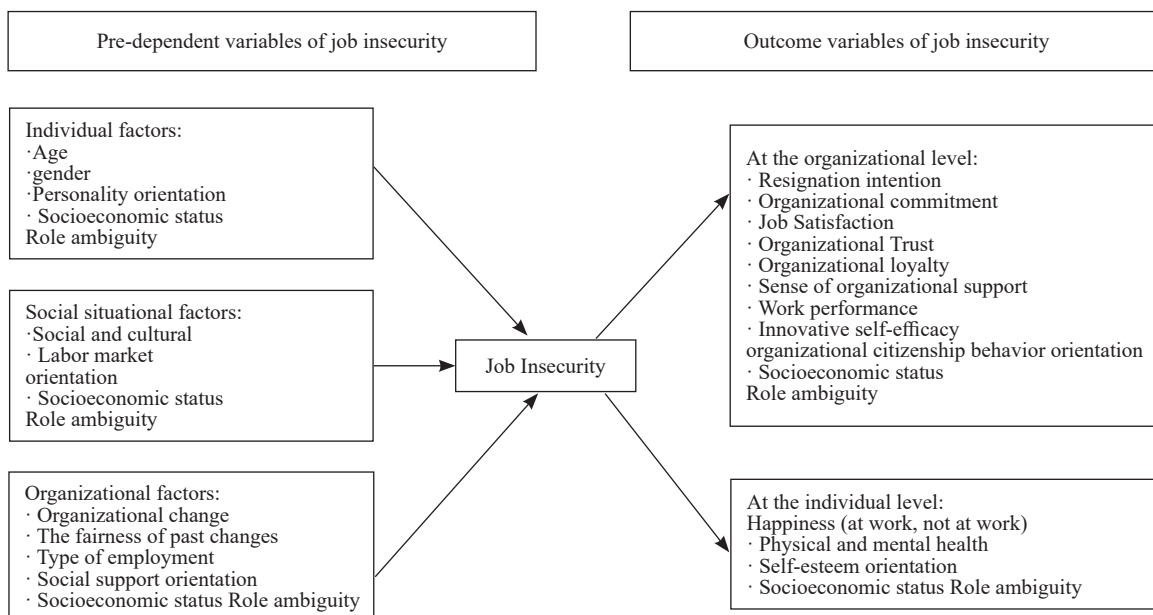 Pre-dependent variables of job insecurity
Outcome variables of job insecurity
Individual factors:
·Age
·gender
·Personality orientation
· Socioeconomic status
Role ambiguity
Social situational factors:
·Social and cultural
· Labor market
orientation
· Socioeconomic status
Role ambiguity
Organizational factors:
· Organizational change
· The fairness of past changes
· Type of employment
· Social support orientation
· Socioeconomic status Role ambiguity
Job Insecurity
At the organizational level:
· Resignation intention
· Organizational commitment
· Job Satisfaction
· Organizational Trust
· Organizational loyalty
· Sense of organizational support
· Work performance
· Innovative self-efficacy
organizational citizenship behavior orientation
· Socioeconomic status
Role ambiguity
At the individual level:
Happiness (at work, not at work)
· Physical and mental health
· Self-esteem orientation
· Socioeconomic status Role ambiguity